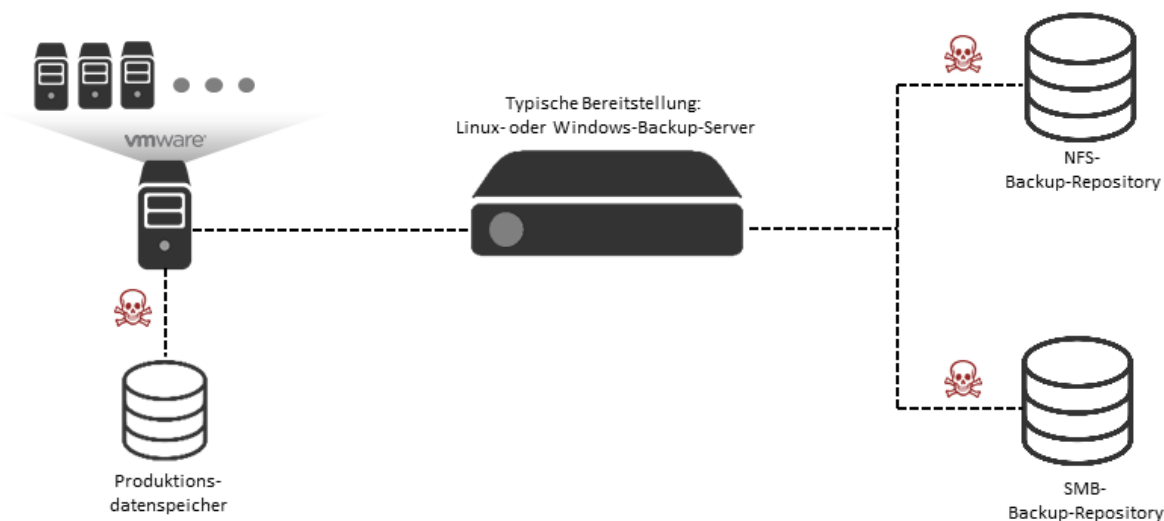 vmware
Typische Bereitstellung:
Linux- oder Windows-Backup-Server
NFS-
Backup-Repository
Produktions-
datenspeicher
SMB-
Backup-Repository